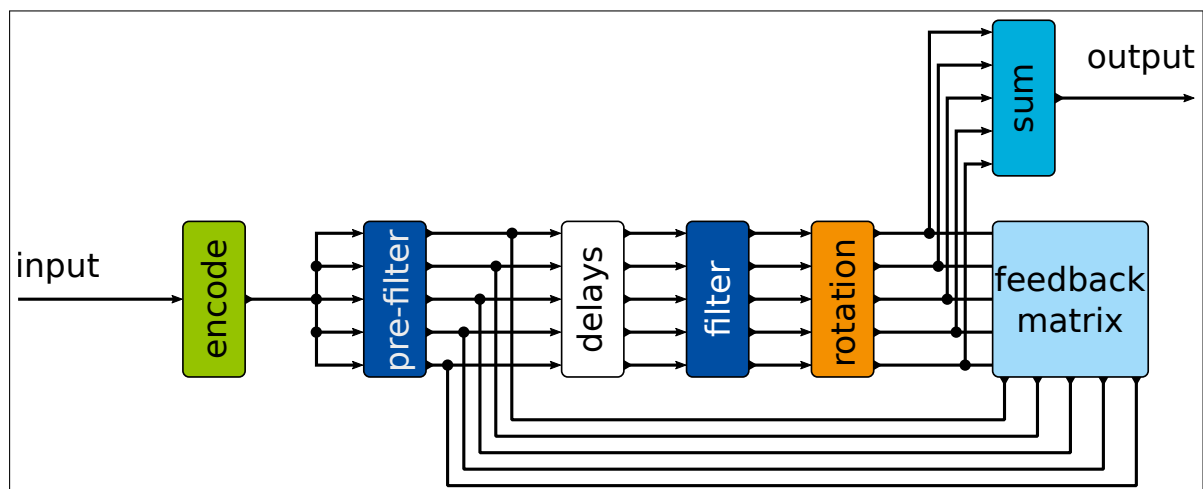 input
encode
pre-filter
delays
filter
rotation
feedback
matrix
sum
output